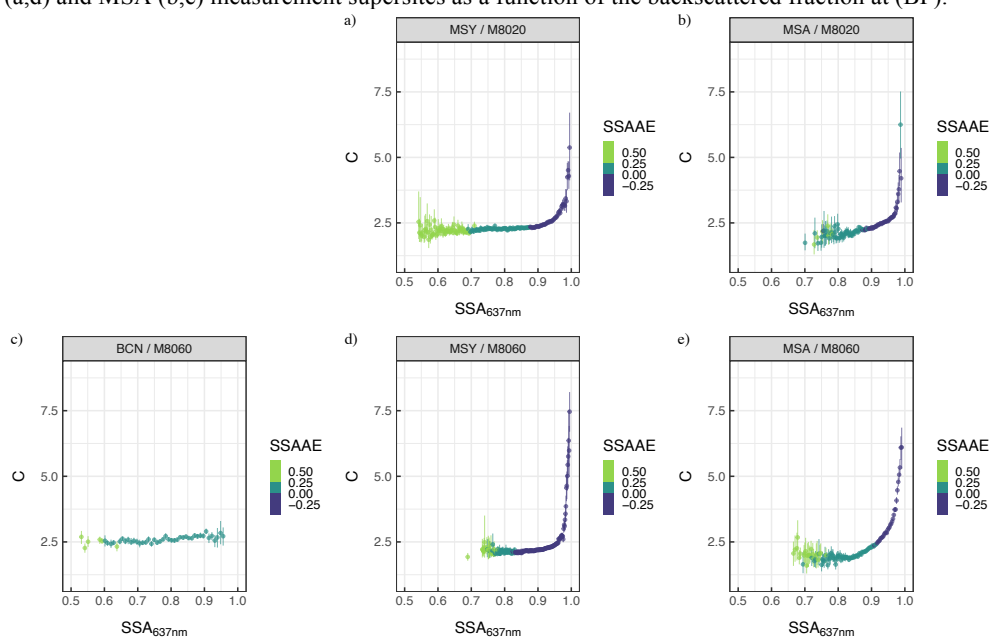 (a,d) and MSA (b,e) measurement supersites as a function of the backscattered fraction at (BF).
a)
MSY / M8020
7.5
5.0
2.5
C
0.5 0.6 0.7 0.8 0.9 1.0
SSA637nm
SSAAE
0.50
0.25
0.00
−0.25
b)
MSA / M8020
7.5
5.0
2.5
C
0.5 0.6 0.7 0.8 0.9 1.0
SSA637nm
SSAAE
0.50
0.25
0.00
−0.25
c)
BCN / M8060
7.5
5.0
2.5
C
0.5 0.6 0.7 0.8 0.9 1.0
SSA637nm
SSAAE
0.50
0.25
0.00
−0.25
d)
MSY / M8060
7.5
5.0
2.5
C
0.5 0.6 0.7 0.8 0.9 1.0
SSA637nm
SSAAE
0.50
0.25
0.00
−0.25
e)
MSA / M8060
7.5
5.0
2.5
C
0.5 0.6 0.7 0.8 0.9 1.0
SSA637nm
SSAAE
0.50
0.25
0.00
−0.25